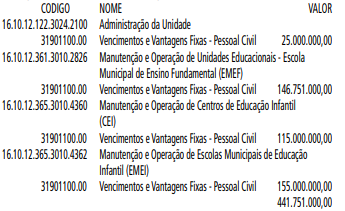 CODIGO NOME VALOR
16.10.12.122.3024.2100 Administração da Unidade
31901100.00 Vencimentos e Vantagens Fixas - Pessoal Civil 25.000.000,00
16.10.12.361.3010.2826 Manutenção e Operação de Unidades Educacionais - Escola
Municipal de Ensino Fundamental (EMEF)
31901100.00 Vencimentos e Vantagens Fixas - Pessoal Civil 146.751.000,00
16.10.12.365.3010.4360 Manutenção e Operação de Centros de Educação Infantil
(CEI)
31901100.00 Vencimentos e Vantagens Fixas - Pessoal Civil 115.000.000,00
16.10.12.365.3010.4362 Manutenção e Operação de Escolas Municipais de Educação
Infantil (EMEI)
31901100.00 Vencimentos e Vantagens Fixas - Pessoal Civil 155.000.000,00
441.751.000,00